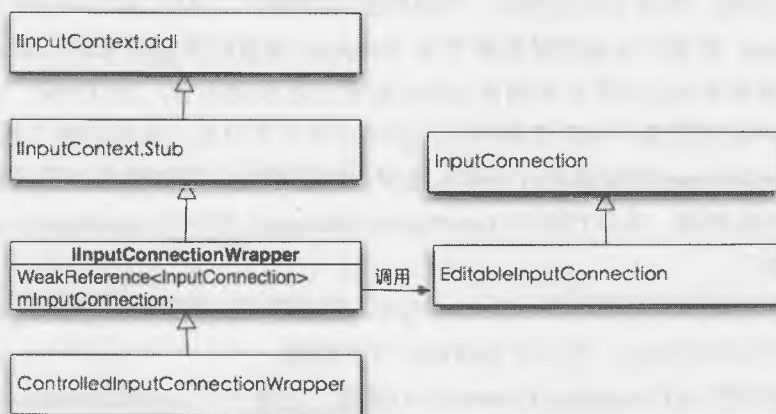 IInputContext.aidl
IInputContext.Stub
InputConnection
IInputConnectionWrapper
WeakReference<InputConnection>
mInputConnection;
调用
EditableInputConnection
ControlledInputConnectionWrapper